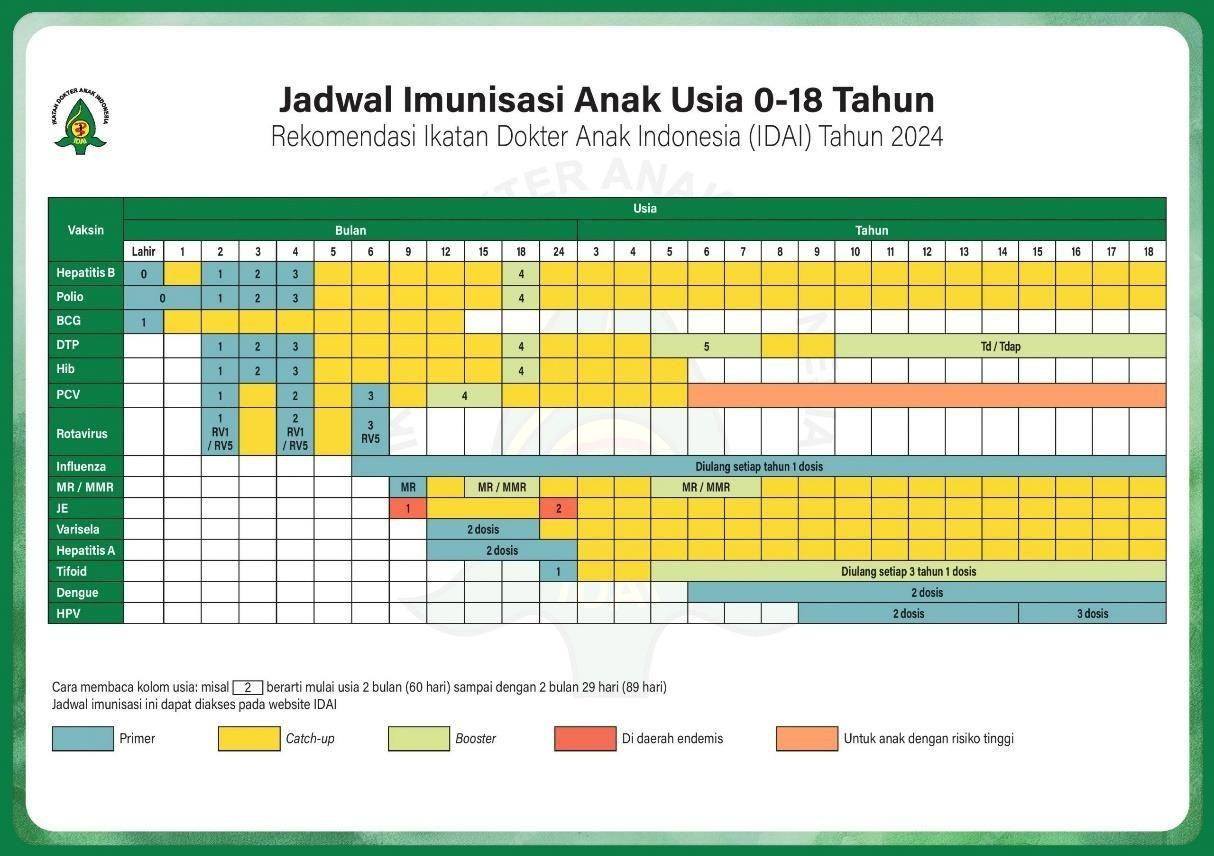 IKATAN DOKTER ANAK INDONESIA
IDAI
Jadwal Imunisasi Anak Usia 0-18 Tahun
Rekomendasi Ikatan Dokter Anak Indonesia (IDAI) Tahun 2024
Vaksin
Usia
Bulan Tahun
Lahir 1 2 3 4 5 6 9 12 15 18 24 3 4 5 6 7 8 9 10 11 12 13 14 15 16 17 18
Hepatitis B 0 1 2 3 4
Polio 0 1 2 3 4
BCG 1
DTP 1 2 3 4 5 Td / Tdap
Hib 1 2 3 4
PCV 1 2 3 4
Rotavirus
1 RV1 / RV5
2 RV1 / RV5
3 RV5
Influenza Diulang setiap tahun 1 dosis
MR / MMR MR MR / MMR MR / MMR
JE 1 2
Varisela 2 dosis
Hepatitis A 2 dosis
Tifoid 1 Diulang setiap 3 tahun 1 dosis
Dengue 2 dosis
HPV 2 dosis 3 dosis
Cara membaca kolom usia: misal 2 berarti mulai usia 2 bulan (60 hari) sampai dengan 2 bulan 29 hari (89 hari)
Jadwal imunisasi ini dapat diakses pada website IDAI
Primer Catch-up Booster Di daerah endemis Untuk anak dengan risiko tinggi